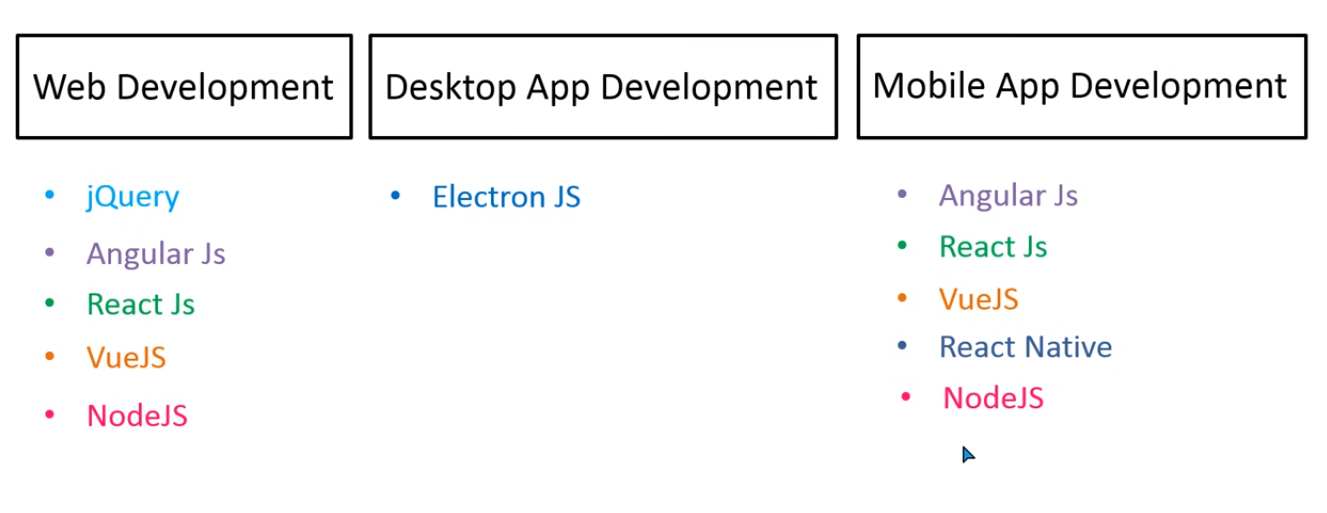 Web Development
Desktop App Development
Mobile App Development
• jQuery
• Angular Js
• React Js
• VueJS
• NodeJS
• Electron JS
• Angular Js
• React Js
• VueJS
• React Native
• NodeJS